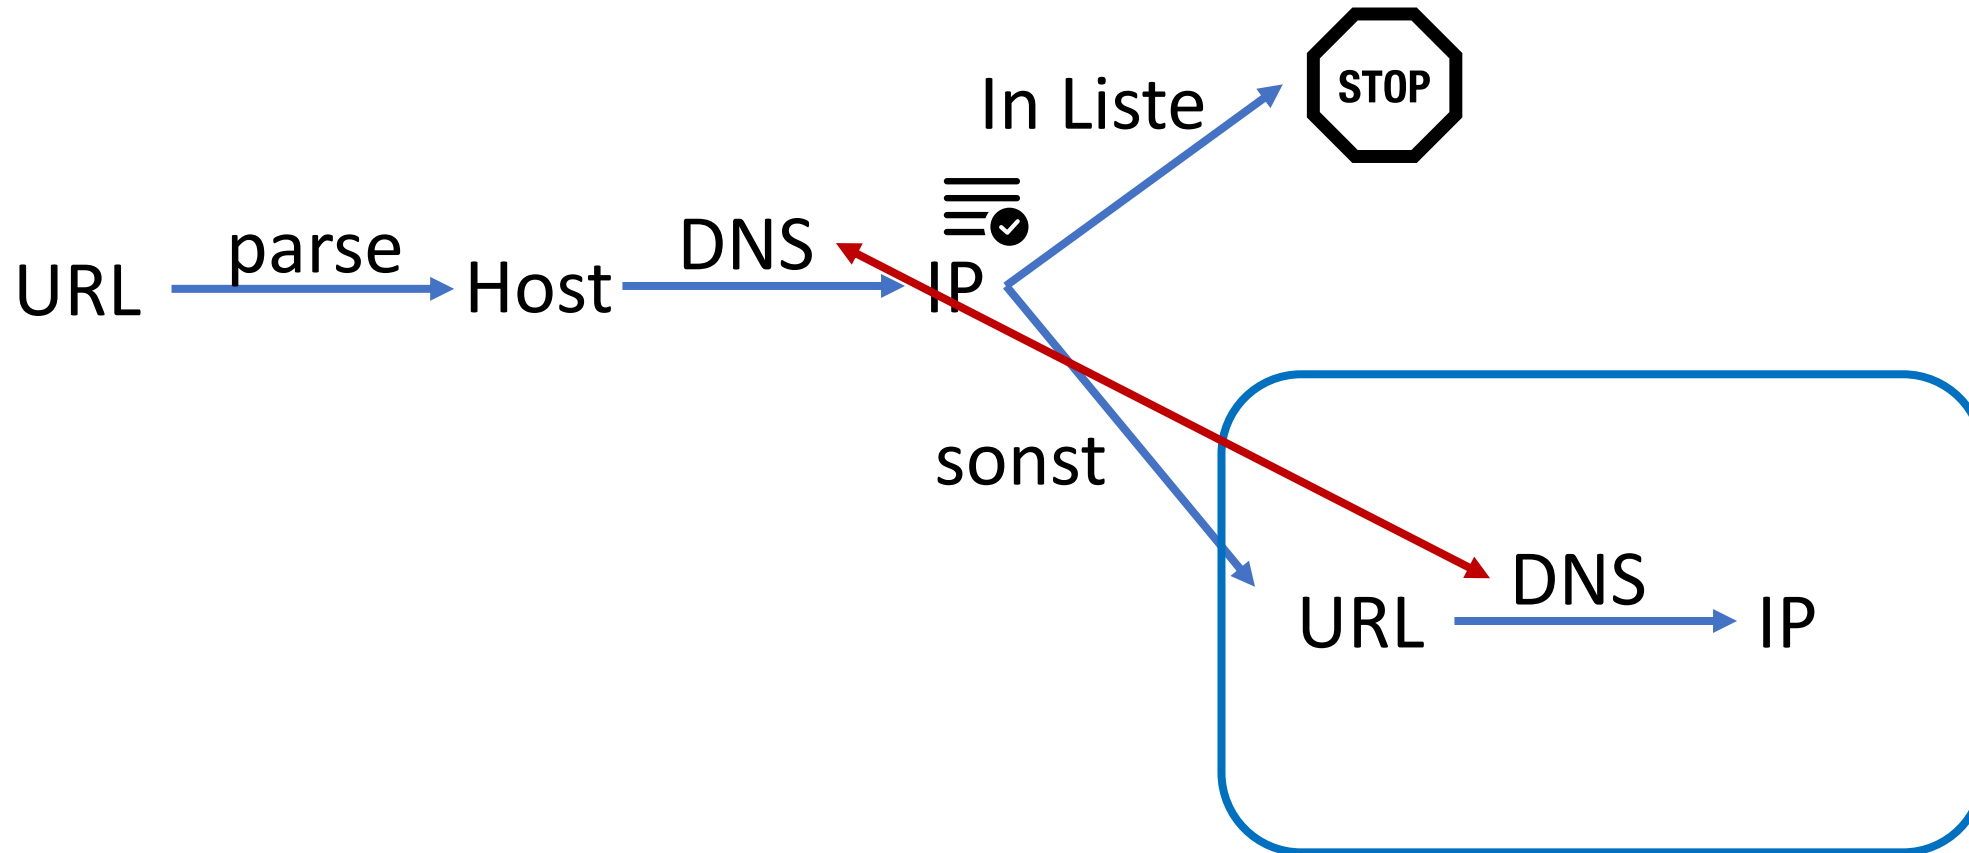 URL
parse
Host
DNS
IP
In Liste
STOP
sonst
URL
DNS
IP